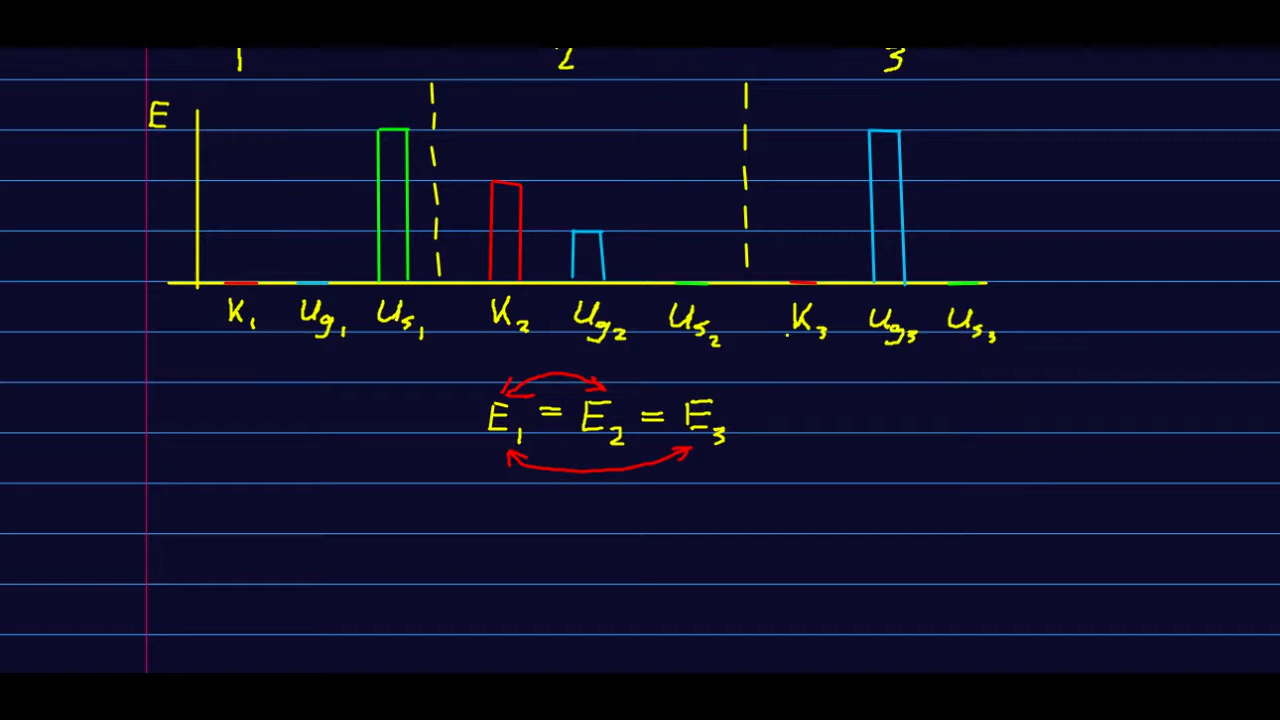 1 2 3
E
K₁ Ug₁ Us₁ K₂ Ug₂ Us₂ K₃ Ug₃ Us₃
E₁ = E₂ = E₃